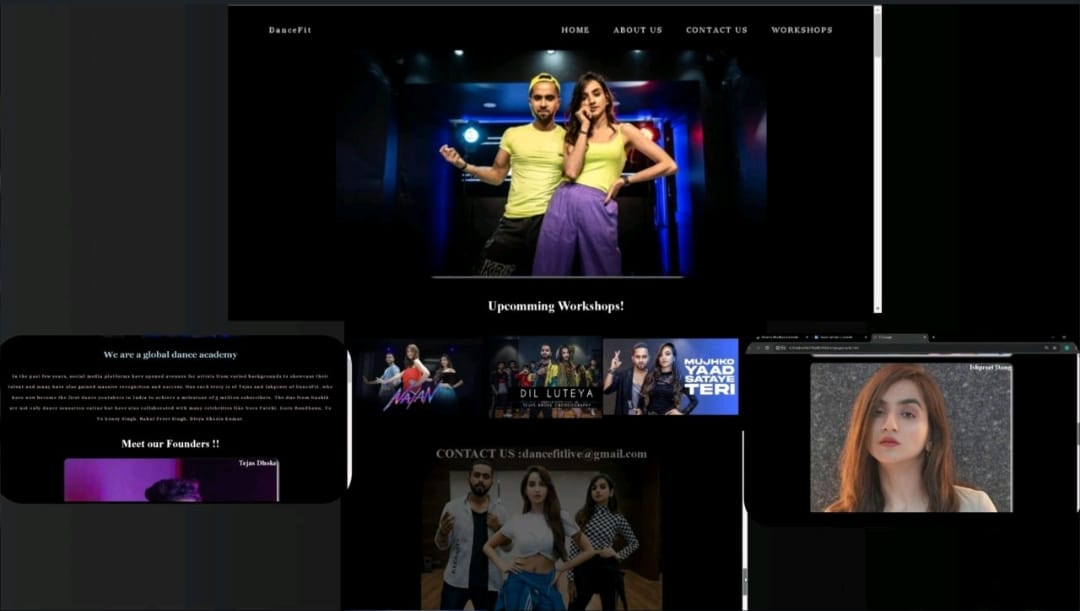 DanceFit
HOME ABOUT US CONTACT US WORKSHOPS
Upcomming Workshops!
We are a global dance academy
In the past few years, social media platforms have opened avenues for artists from varied backgrounds to showcase their
talent and many have also gained massive recognition and success. One such story is of Tejas and Ishpreet of DanceFit, who
have now become the first dance youtubers in India to achieve a milestone of 5 million subscribers. The duo from Nashik
are not only dance sensations online but have also collaborated with many celebrities like Nora Fatehi, Guru Randhawa, Yo
Yo Honey Singh, Rakul Preet Singh, Divya Khosla Kumar.
Meet our Founders !!
Tejas Dhoke
NAYAN
DIL LUTEYA
MUJHKO
YAAD
SATAYE
TERI
CONTACT US :dancefitlive@gmail.com
Ishpreet Dang